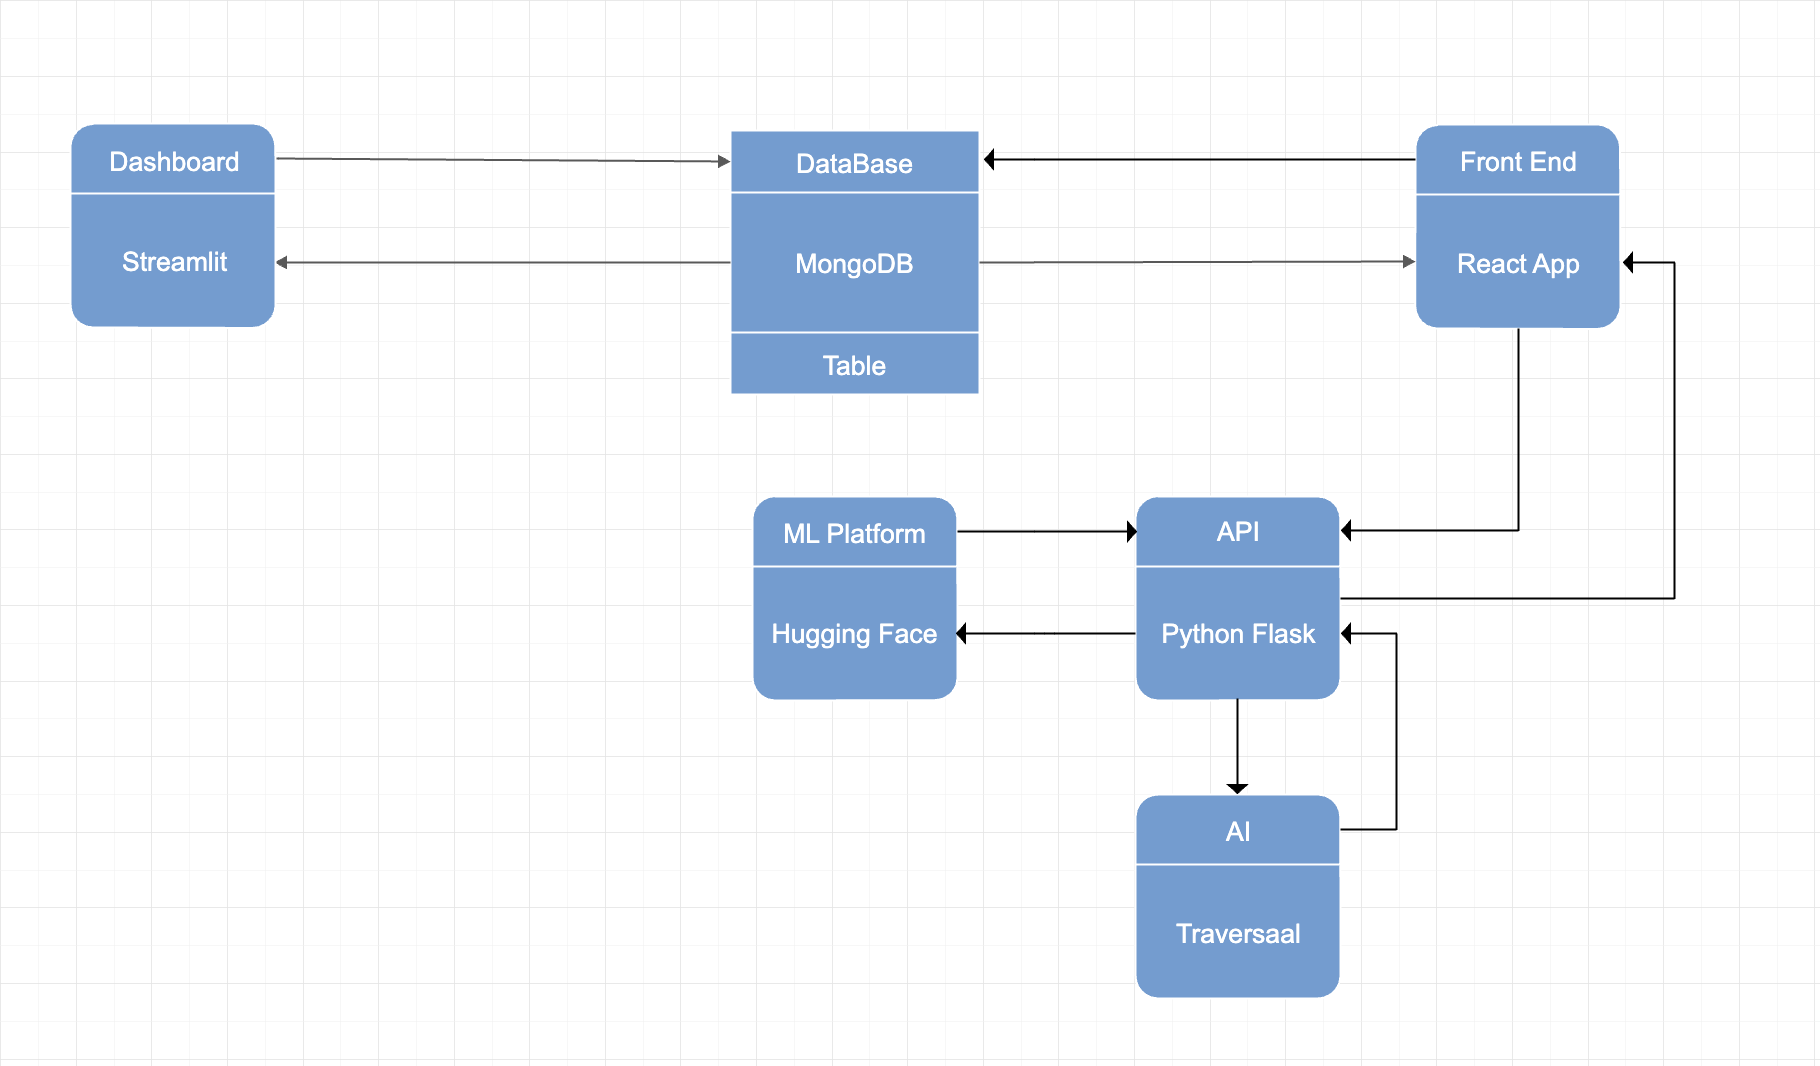 Dashboard
Streamlit
DataBase
MongoDB
Table
Front End
React App
ML Platform
Hugging Face
API
Python Flask
AI
Traversaal